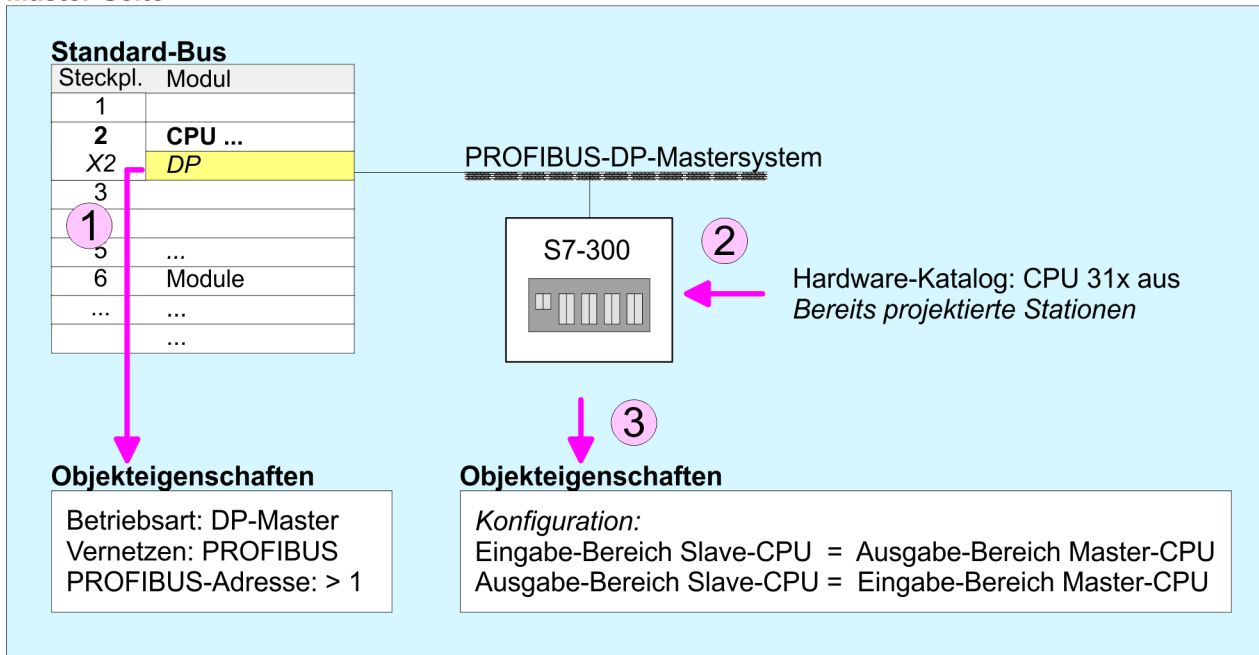 Standard-Bus
Steckpl. Modul
1
2 CPU ...
X2 DP
3
1
5 ...
6 Module
... ...
...
PROFIBUS-DP-Mastersystem
S7-300
2
Hardware-Katalog: CPU 31x aus
Bereits projektierte Stationen
3
Objekteigenschaften
Betriebsart: DP-Master
Vernetzen: PROFIBUS
PROFIBUS-Adresse: > 1
Objekteigenschaften
Konfiguration:
Eingabe-Bereich Slave-CPU = Ausgabe-Bereich Master-CPU
Ausgabe-Bereich Slave-CPU = Eingabe-Bereich Master-CPU